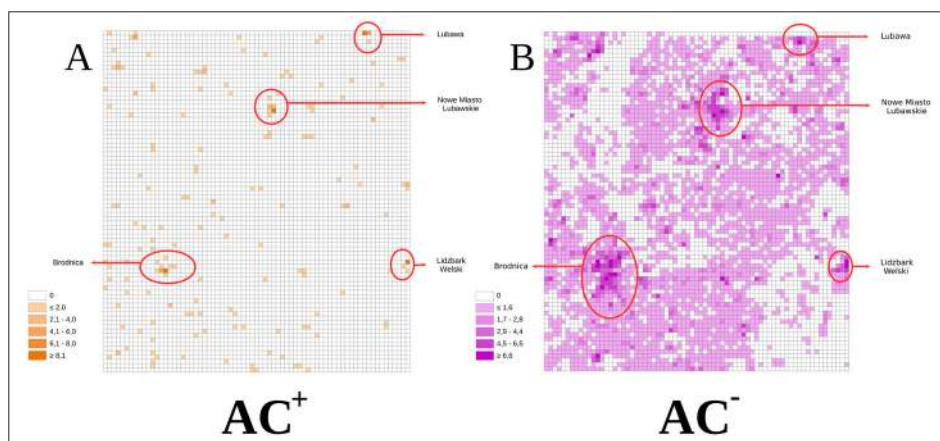 A
Lubawa
Nowe Miasto
Lubawskie
Brodnica
Lidzbark
Welski
0
≤ 2,0
2,1 - 4,0
4,1 - 6,0
6,1 - 8,0
≥ 8,1
AC+
B
Lubawa
Nowe Miasto
Lubawskie
Brodnica
Lidzbark
Welski
0
≤ 1,6
1,7 - 2,8
2,9 - 4,4
4,5 - 6,5
≥ 6,6
AC-